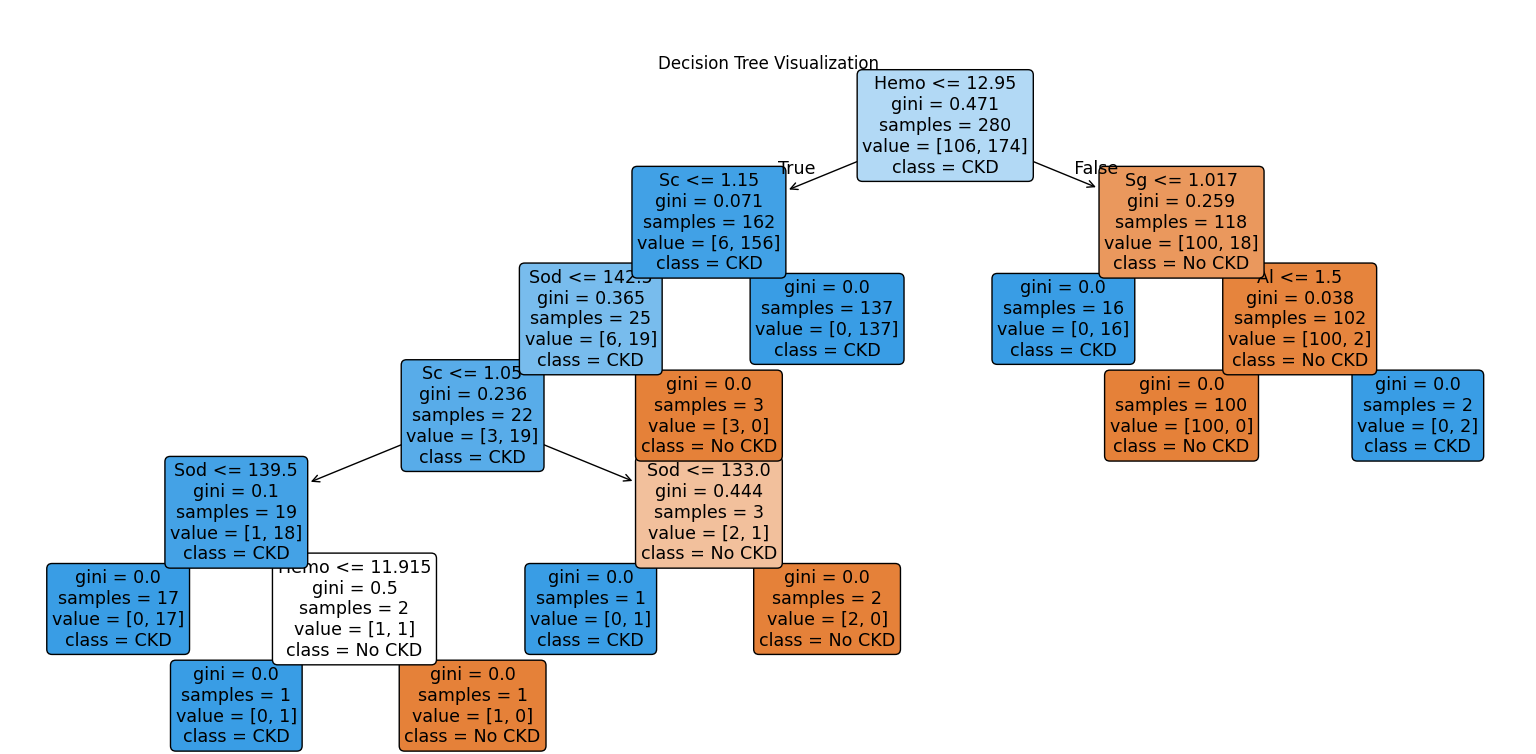 Decision Tree Visualization
Hemo <= 12.95
gini = 0.471
samples = 280
value = [106, 174]
class = CKD
True
False
Sc <= 1.15
gini = 0.071
samples = 162
value = [6, 156]
class = CKD
Sg <= 1.017
gini = 0.259
samples = 118
value = [100, 18]
class = No CKD
Sod <= 142.5
gini = 0.365
samples = 25
value = [6, 19]
class = CKD
gini = 0.0
samples = 137
value = [0, 137]
class = CKD
gini = 0.0
samples = 16
value = [0, 16]
class = CKD
Al <= 1.5
gini = 0.038
samples = 102
value = [100, 2]
class = No CKD
Sc <= 1.05
gini = 0.236
samples = 22
value = [3, 19]
class = CKD
gini = 0.0
samples = 3
value = [3, 0]
class = No CKD
gini = 0.0
samples = 100
value = [100, 0]
class = No CKD
gini = 0.0
samples = 2
value = [0, 2]
class = CKD
Sod <= 139.5
gini = 0.1
samples = 19
value = [1, 18]
class = CKD
Sod <= 133.0
gini = 0.444
samples = 3
value = [2, 1]
class = No CKD
gini = 0.0
samples = 17
value = [0, 17]
class = CKD
Hemo <= 11.915
gini = 0.5
samples = 2
value = [1, 1]
class = No CKD
gini = 0.0
samples = 1
value = [0, 1]
class = CKD
gini = 0.0
samples = 2
value = [2, 0]
class = No CKD
gini = 0.0
samples = 1
value = [0, 1]
class = CKD
gini = 0.0
samples = 1
value = [1, 0]
class = No CKD